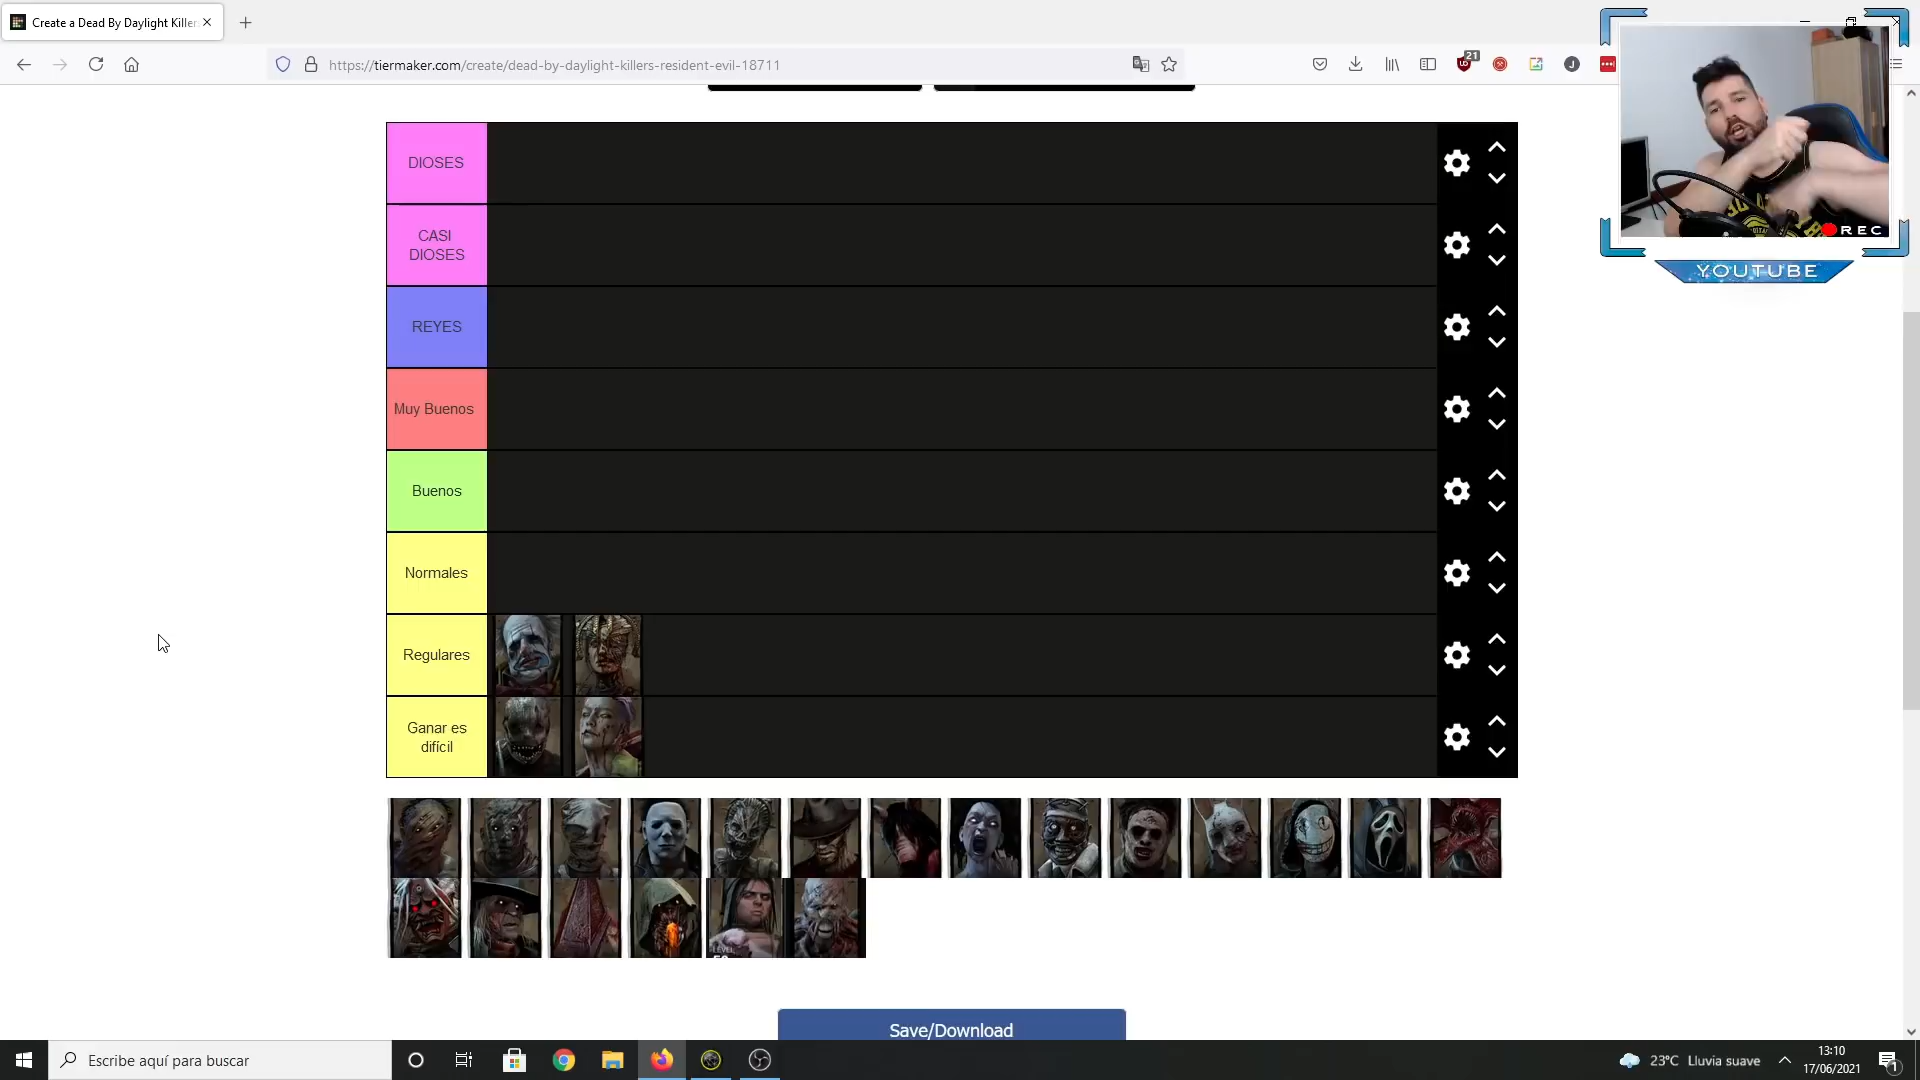 Create a Dead By Daylight Killer
https://tiermaker.com/create/dead-by-daylight-killers-resident-evil-18711
21
J
REC
YOUTUBE
DIOSES
CASI
DIOSES
REYES
Muy Buenos
Buenos
Normales
Regulares
Ganar es
difícil
Save/Download
Escribe aquí para buscar
23°C Lluvia suave
13:10
17/06/2021
1